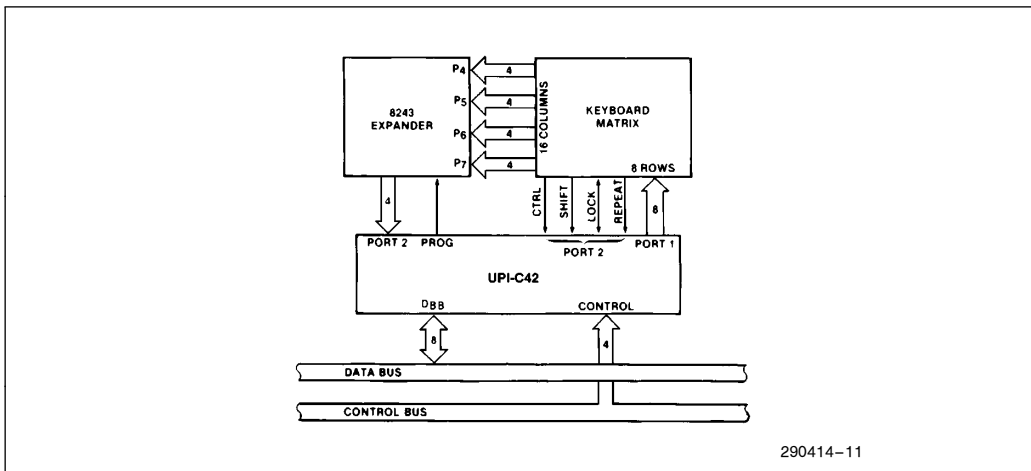 P4
4
P5
4
8243
EXPANDER
P6
4
P7
4
16 COLUMNS
KEYBOARD
MATRIX
8 ROWS
4
CTRL
SHIFT
LOCK
REPEAT
8
PORT 2
PROG
PORT 2
PORT 1
UPI-C42
DBB
CONTROL
8
4
DATA BUS
CONTROL BUS
290414–11